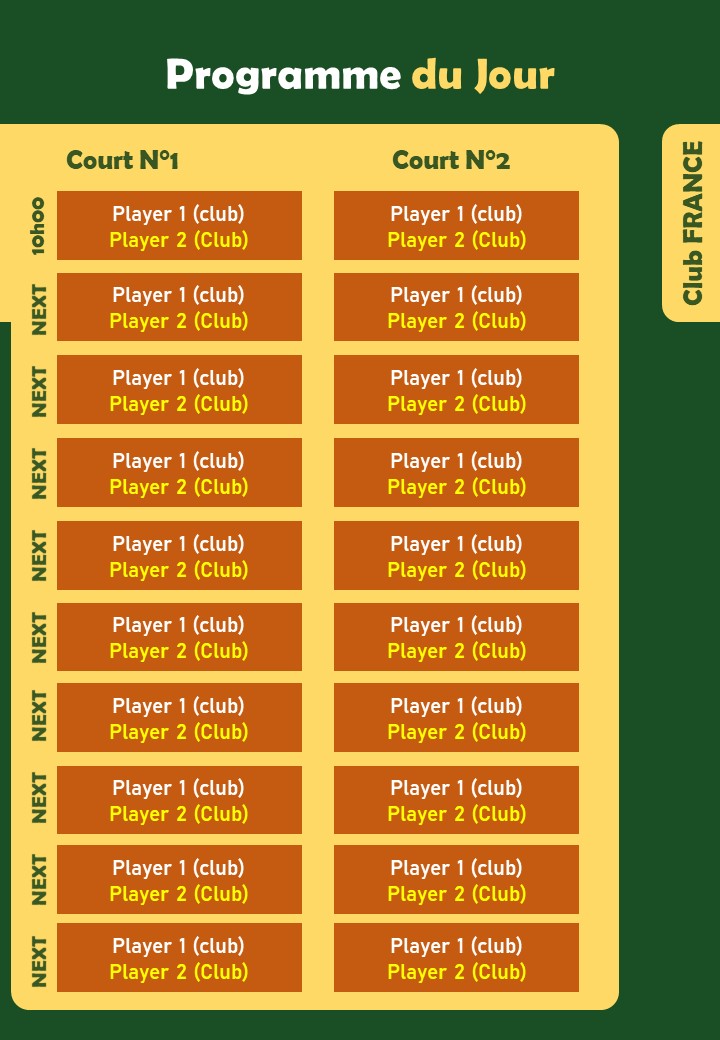 Programme du Jour
Club FRANCE
Court N°1
Court N°2
10h00
Player 1 (club)
Player 2 (Club)
Player 1 (club)
Player 2 (Club)
NEXT
Player 1 (club)
Player 2 (Club)
Player 1 (club)
Player 2 (Club)
NEXT
Player 1 (club)
Player 2 (Club)
Player 1 (club)
Player 2 (Club)
NEXT
Player 1 (club)
Player 2 (Club)
Player 1 (club)
Player 2 (Club)
NEXT
Player 1 (club)
Player 2 (Club)
Player 1 (club)
Player 2 (Club)
NEXT
Player 1 (club)
Player 2 (Club)
Player 1 (club)
Player 2 (Club)
NEXT
Player 1 (club)
Player 2 (Club)
Player 1 (club)
Player 2 (Club)
NEXT
Player 1 (club)
Player 2 (Club)
Player 1 (club)
Player 2 (Club)
NEXT
Player 1 (club)
Player 2 (Club)
Player 1 (club)
Player 2 (Club)
NEXT
Player 1 (club)
Player 2 (Club)
Player 1 (club)
Player 2 (Club)